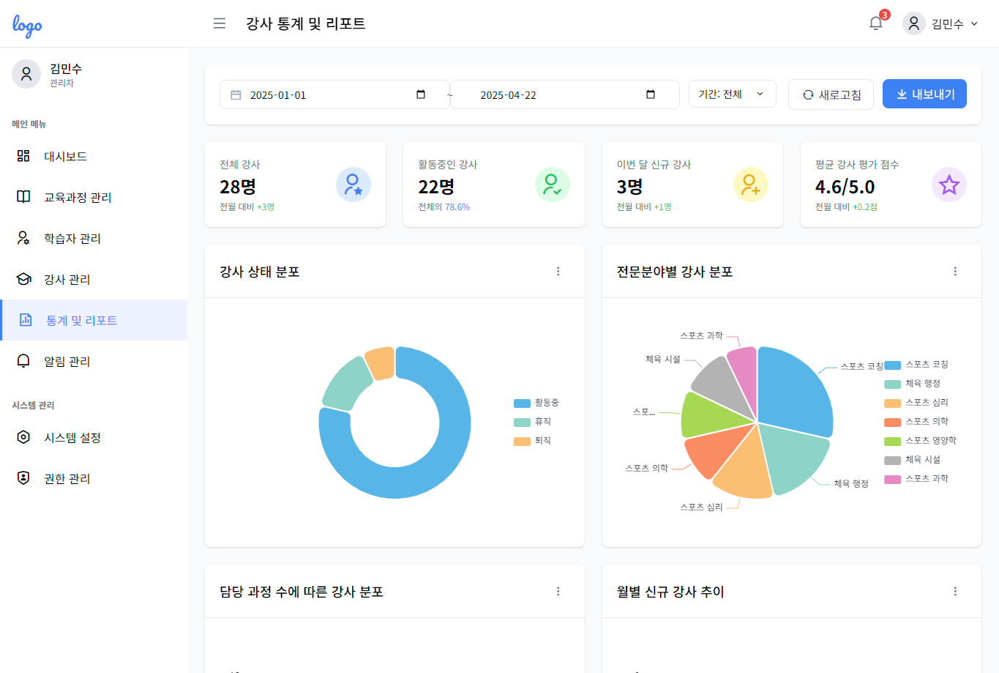 logo
강사 통계 및 리포트
3
김민수
김민수
관리자
메인 메뉴
대시보드
교육과정 관리
학습자 관리
강사 관리
통계 및 리포트
알림 관리
시스템 관리
시스템 설정
권한 관리
2025-01-01 ~ 2025-04-22
기간: 전체
새로고침
내보내기
전체 강사
28명
전월 대비 +3명
활동중인 강사
22명
전체의 78.6%
이번 달 신규 강사
3명
전월 대비 +1명
평균 강사 평가 점수
4.6/5.0
전월 대비 +0.2점
강사 상태 분포
활동중
휴직
퇴직
전문분야별 강사 분포
스포츠 과학
체육 시설
스포...
스포츠 의학
스포츠 심리
체육 행정
스포츠 코칭
스포츠 코칭
체육 행정
스포츠 심리
스포츠 의학
스포츠 영양학
체육 시설
스포츠 과학
담당 과정 수에 따른 강사 분포
월별 신규 강사 추이